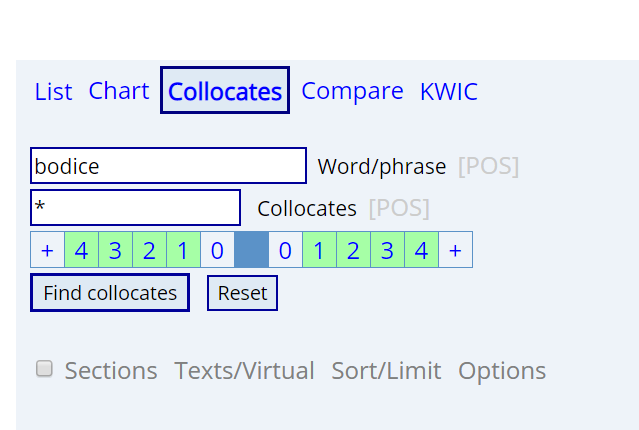 List Chart Collocates Compare KWIC
bodice Word/phrase [POS]
* Collocates [POS]
+ 4 3 2 1 0 0 1 2 3 4 +
Find collocates Reset
Sections Texts/Virtual Sort/Limit Options